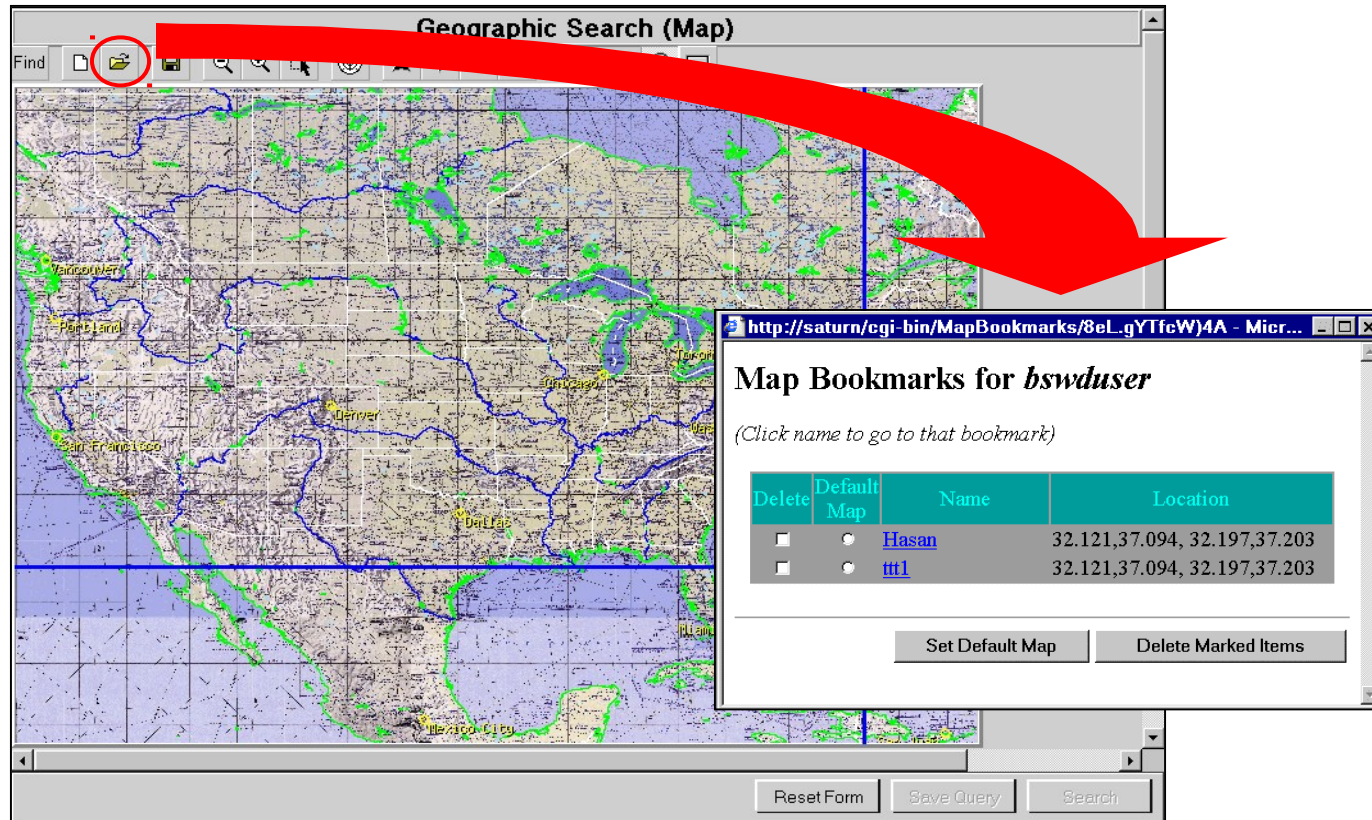 Geographic Search (Map)
Find
Vancouver
Portland
San Francisco
Denver
Chicago
Dallas
Mexico City
http://saturn/cgi-bin/MapBookmarks/8eL.gYTfcW)4A - Micr...
Map Bookmarks for bswduser
(Click name to go to that bookmark)
Delete Default Map Name Location
Hasan 32.121,37.094, 32.197,37.203
ttt1 32.121,37.094, 32.197,37.203
Set Default Map Delete Marked Items
Reset Form Save Query Search